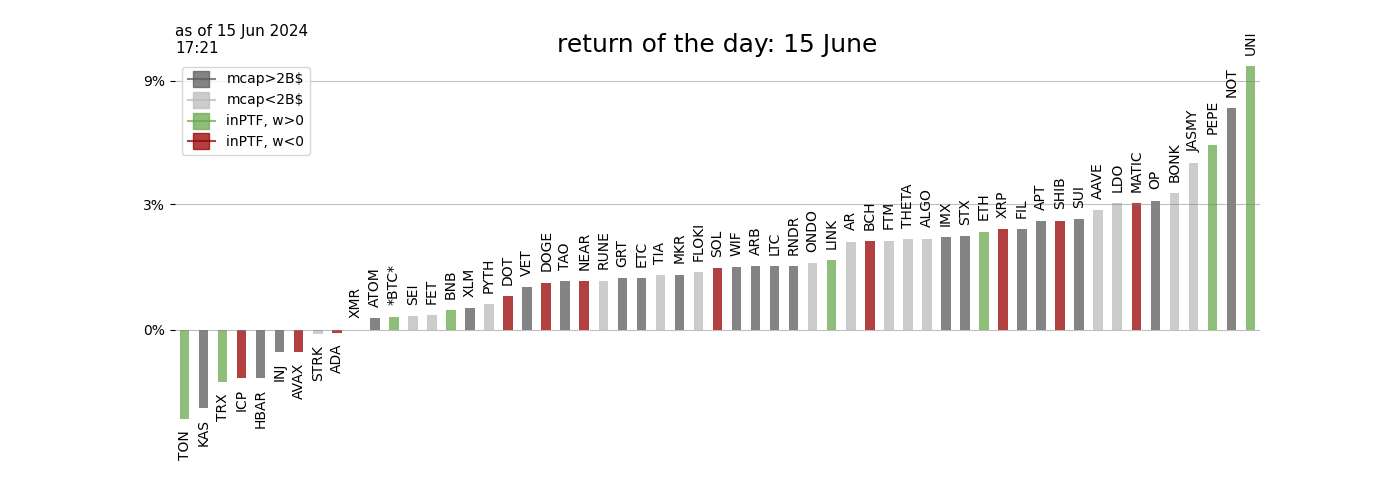 as of 15 Jun 2024
17:21
return of the day: 15 June
mcap>2B$
mcap<2B$
inPTF, w>0
inPTF, w<0
9%
3%
0%
TON
KAS
TRX
ICP
HBAR
INJ
AVAX
STRK
ADA
XMR
ATOM
*BTC*
SEI
FET
BNB
XLM
PYTH
DOT
VET
DOGE
TAO
NEAR
RUNE
GRT
ETC
TIA
MKR
FLOKI
SOL
WIF
ARB
LTC
RNDR
ONDO
LINK
AR
BCH
FTM
THETA
ALGO
IMX
STX
ETH
XRP
FIL
APT
SHIB
SUI
AAVE
LDO
MATIC
OP
BONK
JASMY
PEPE
NOT
UNI